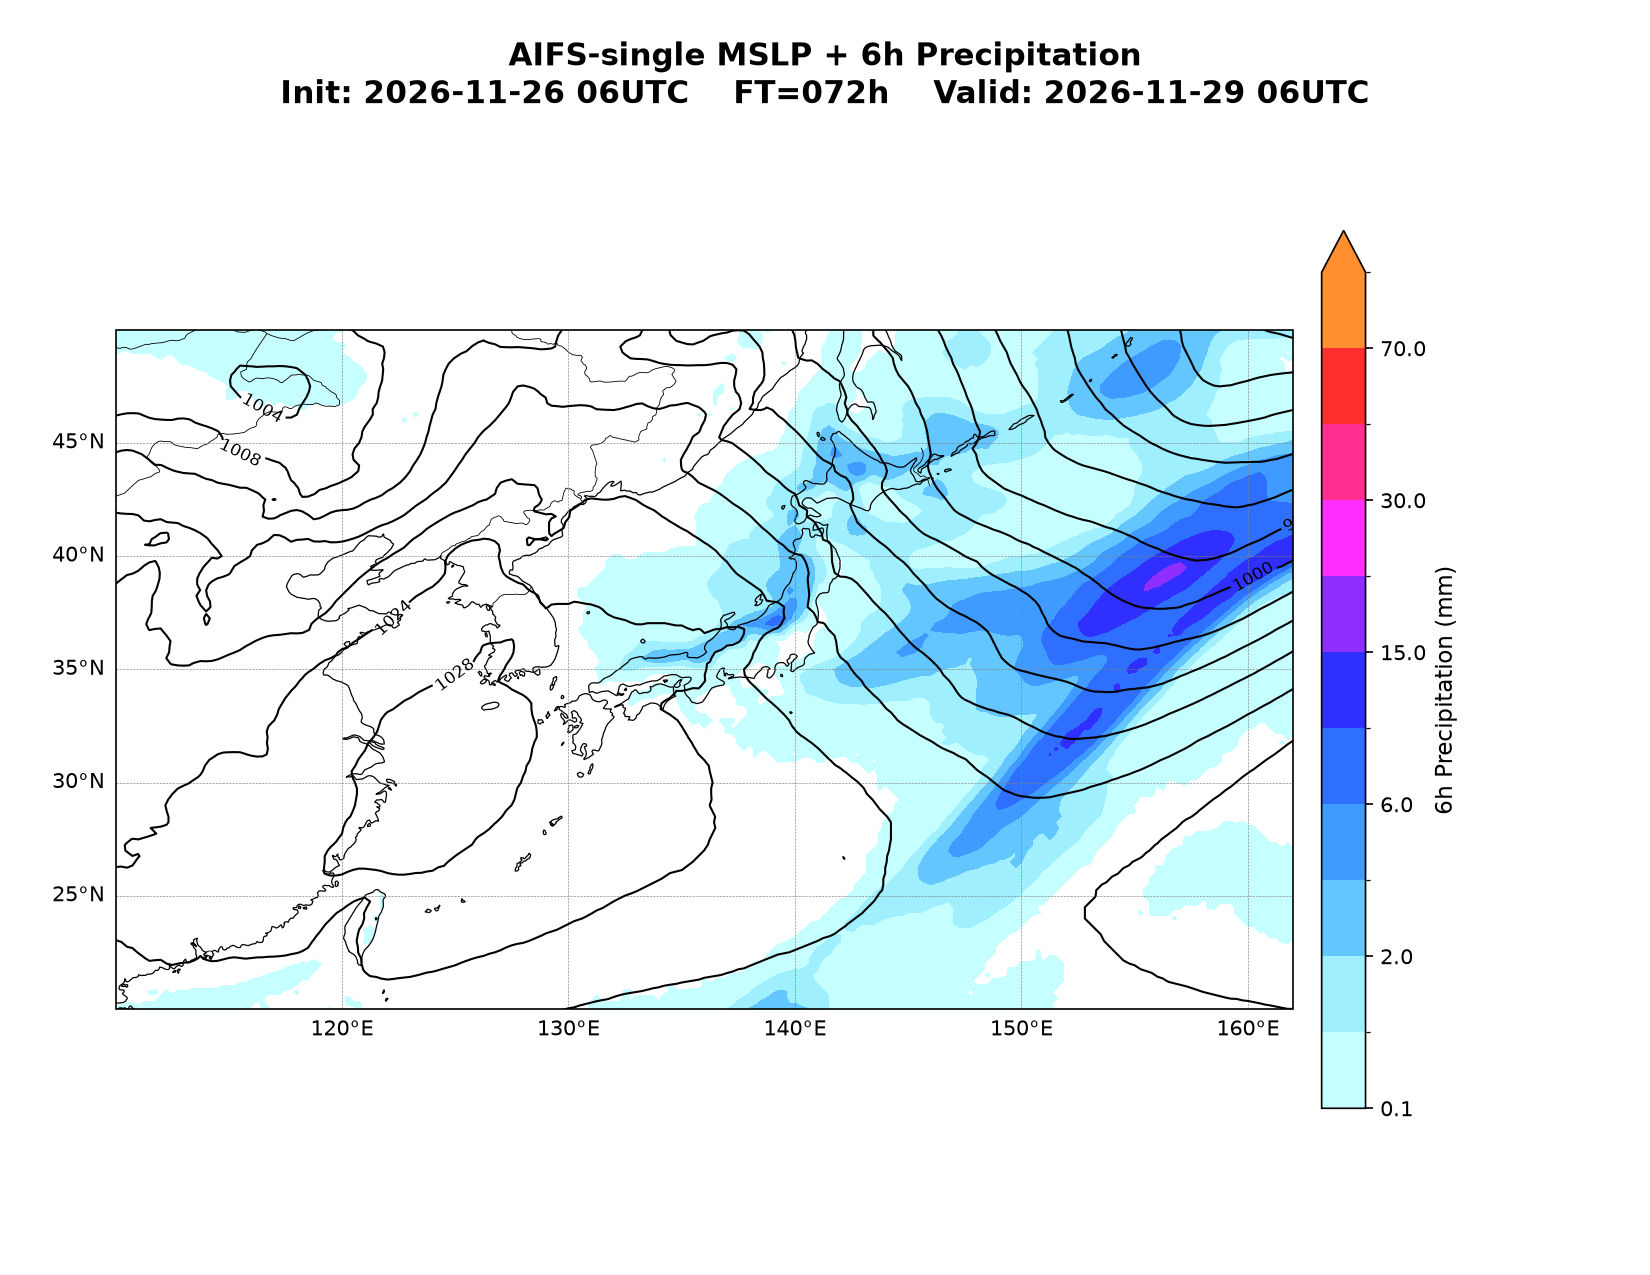 AIFS-single MSLP + 6h Precipitation
Init: 2026-11-26 06UTC    FT=072h    Valid: 2026-11-29 06UTC
70.0
30.0
15.0
6.0
2.0
0.1
6h Precipitation (mm)
45°N
40°N
35°N
30°N
25°N
120°E
130°E
140°E
150°E
160°E
1004
1008
1024
1028
1000
9